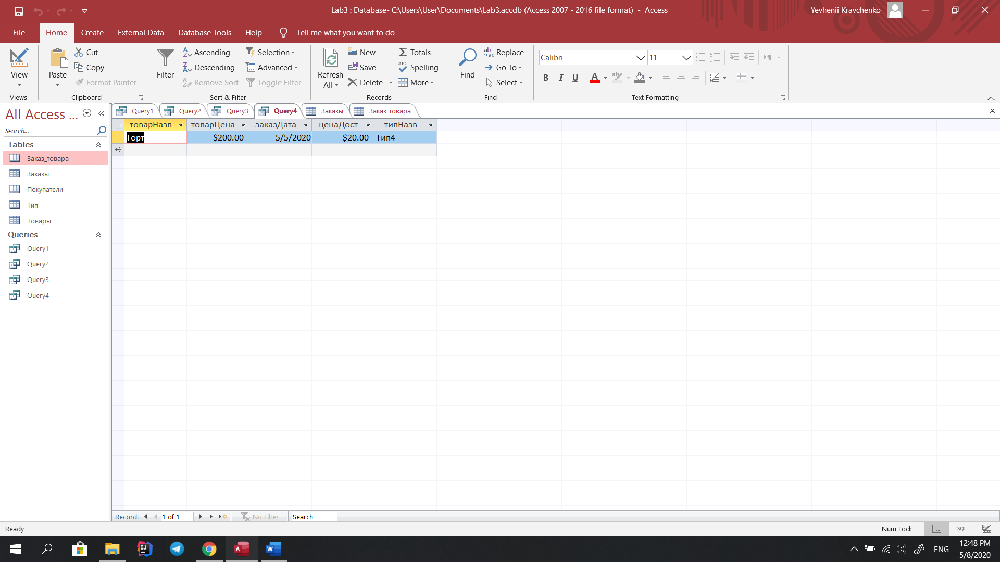 Lab3 : Database- C:\Users\User\Documents\Lab3.accdb (Access 2007 - 2016 file format) - Access
Yevhenii Kravchenko
File Home Create External Data Database Tools Help Tell me what you want to do
View
Views
Paste
Cut
Copy
Format Painter
Clipboard
Filter
Ascending
Descending
Remove Sort
Selection
Advanced
Toggle Filter
Sort & Filter
Refresh All
New
Save
Delete
Totals
Spelling
More
Records
Find
Replace
Go To
Select
Find
Calibri 11
B I U A
Text Formatting
All Access ...
Search...
Tables
Заказ_товара
Заказы
Покупатели
Тип
Товары
Queries
Query1
Query2
Query3
Query4
Query1 Query2 Query3 Query4 Заказы Заказ_товара
товарНазв товарЦена заказДата ценаДост типНазв
Торт $200.00 5/5/2020 $20.00 Тип4
Record: 1 of 1 No Filter Search
Ready
Num Lock SQL
ENG
12:48 PM
5/8/2020